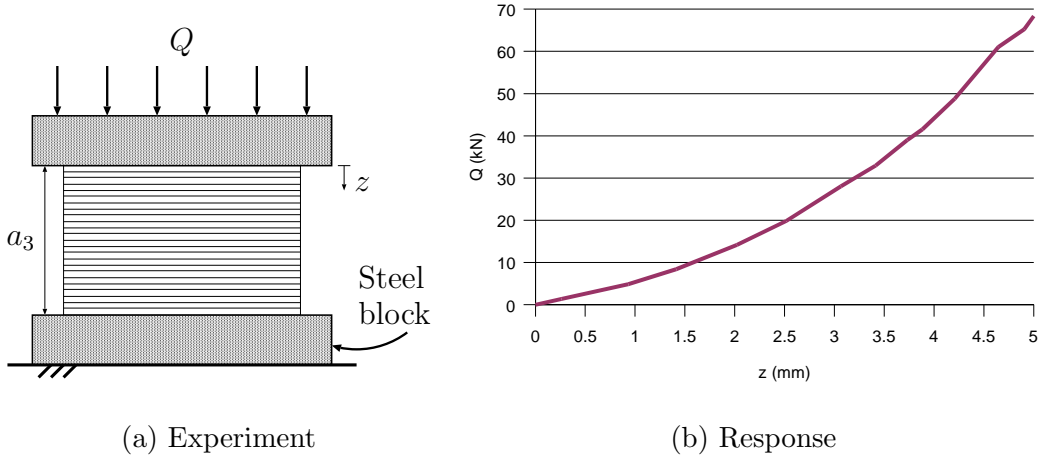 Q
z
a₃
Steel
block
(a) Experiment
70
60
50
40
30
20
10
0
Q (kN)
0 0.5 1 1.5 2 2.5 3 3.5 4 4.5 5
z (mm)
(b) Response